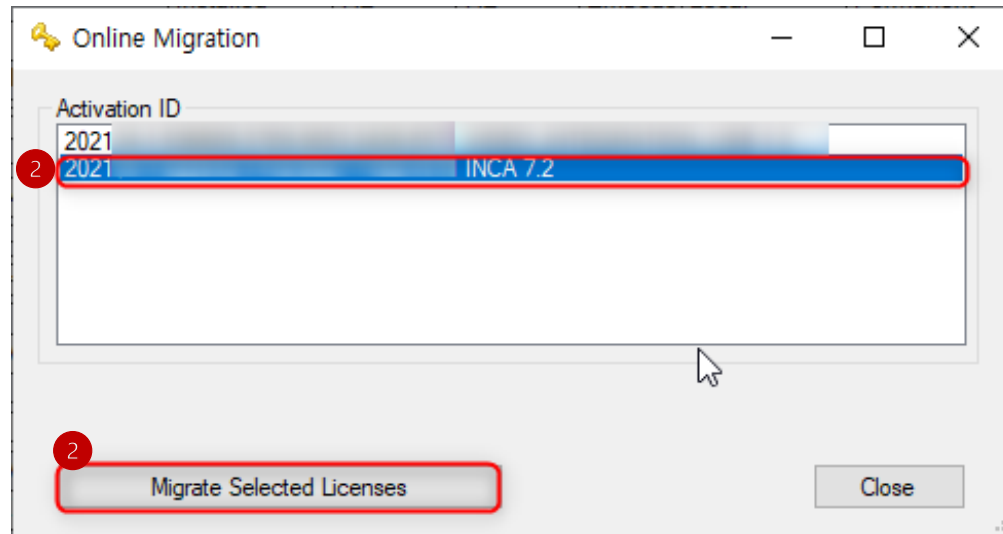 Online Migration
Activation ID
2021
2
2021 INCA 7.2
2
Migrate Selected Licenses
Close